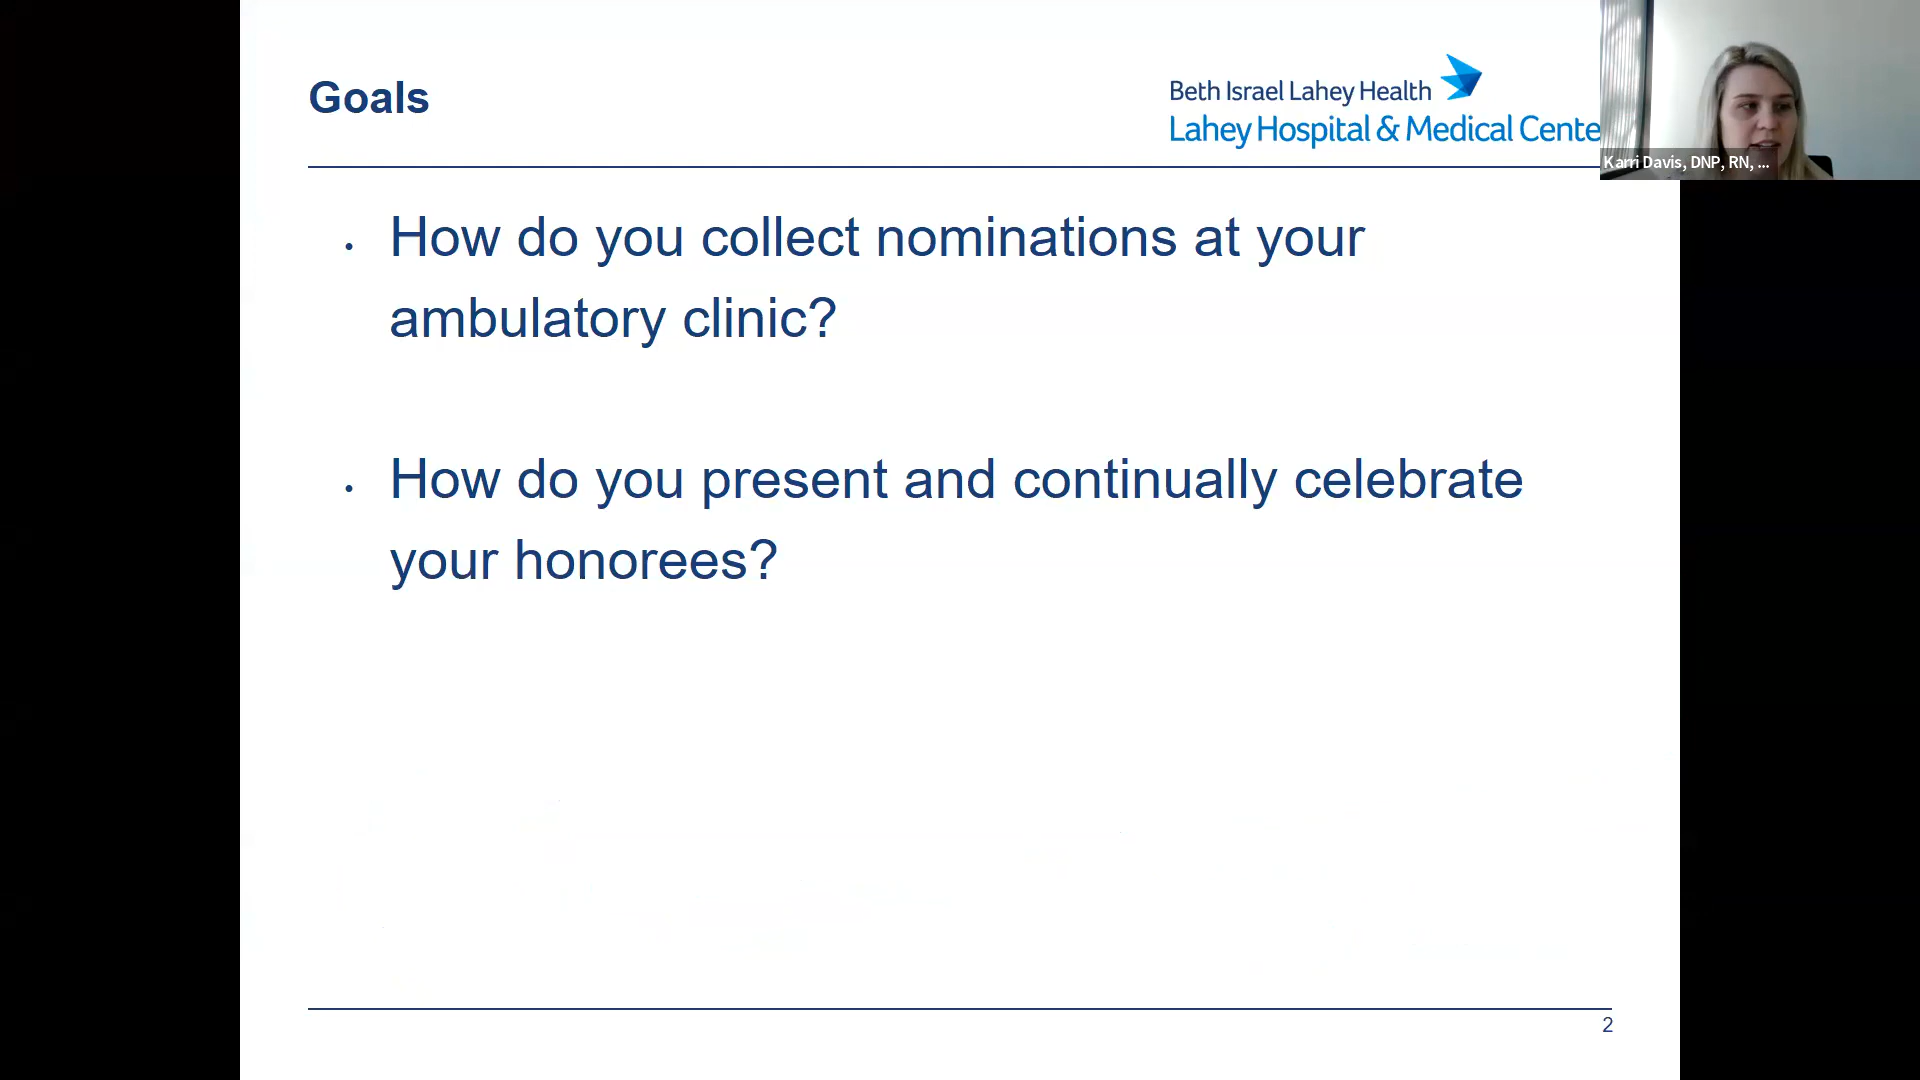 Goals
Beth Israel Lahey Health
Lahey Hospital & Medical Cente
Karri Davis, DNP, RN, ...
• How do you collect nominations at your
ambulatory clinic?
• How do you present and continually celebrate
your honorees?
2